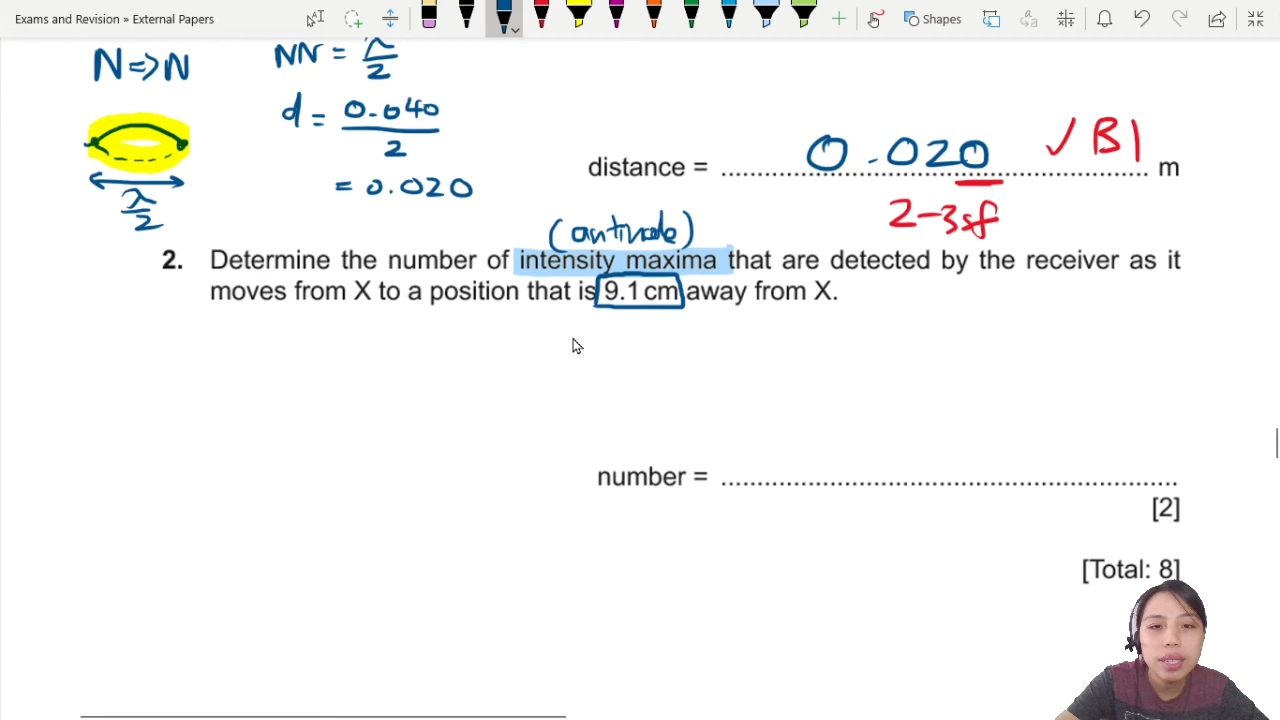 Exams and Revision » External Papers
Shapes
N => N
NN = λ/2
d = 0.040/2
= 0.020
λ/2
distance = 0.020 m
✓ B1
2-3sf
(antinode)
2. Determine the number of intensity maxima that are detected by the receiver as it
moves from X to a position that is 9.1 cm away from X.
number = ..............................................................
[2]
[Total: 8]